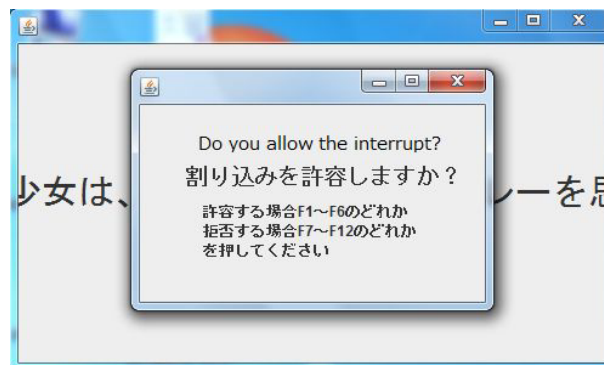 Do you allow the interrupt?
割り込みを許容しますか？
少女は、
レーを思
許容する場合F1～F6のどれか
拒否する場合F7～F12のどれか
を押してください